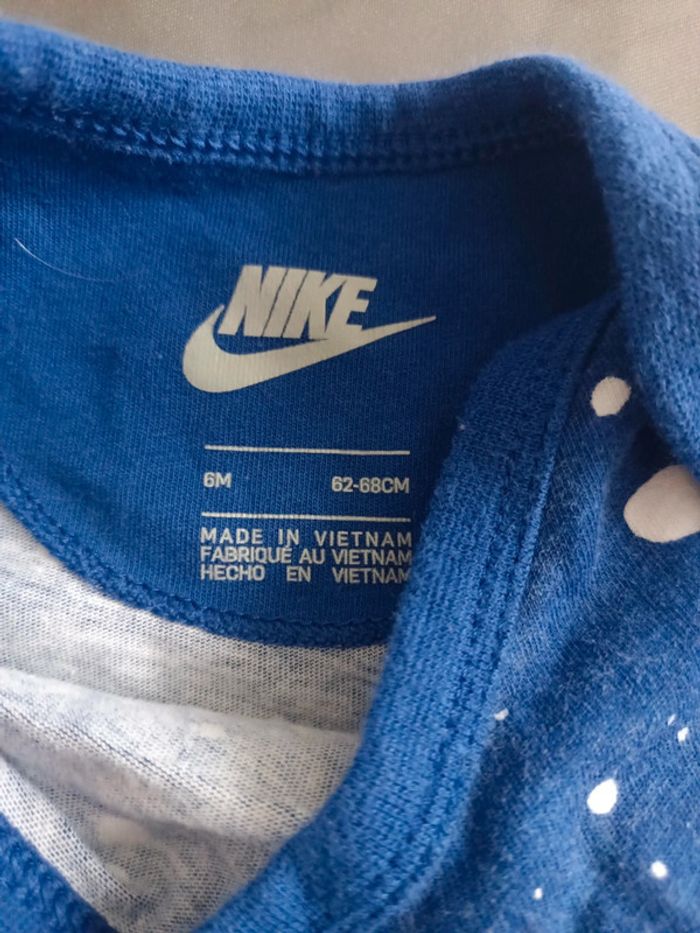 NIKE
6M 62-68CM
MADE IN VIETNAM
FABRIQUÉ AU VIETNAM
HECHO EN VIETNAM